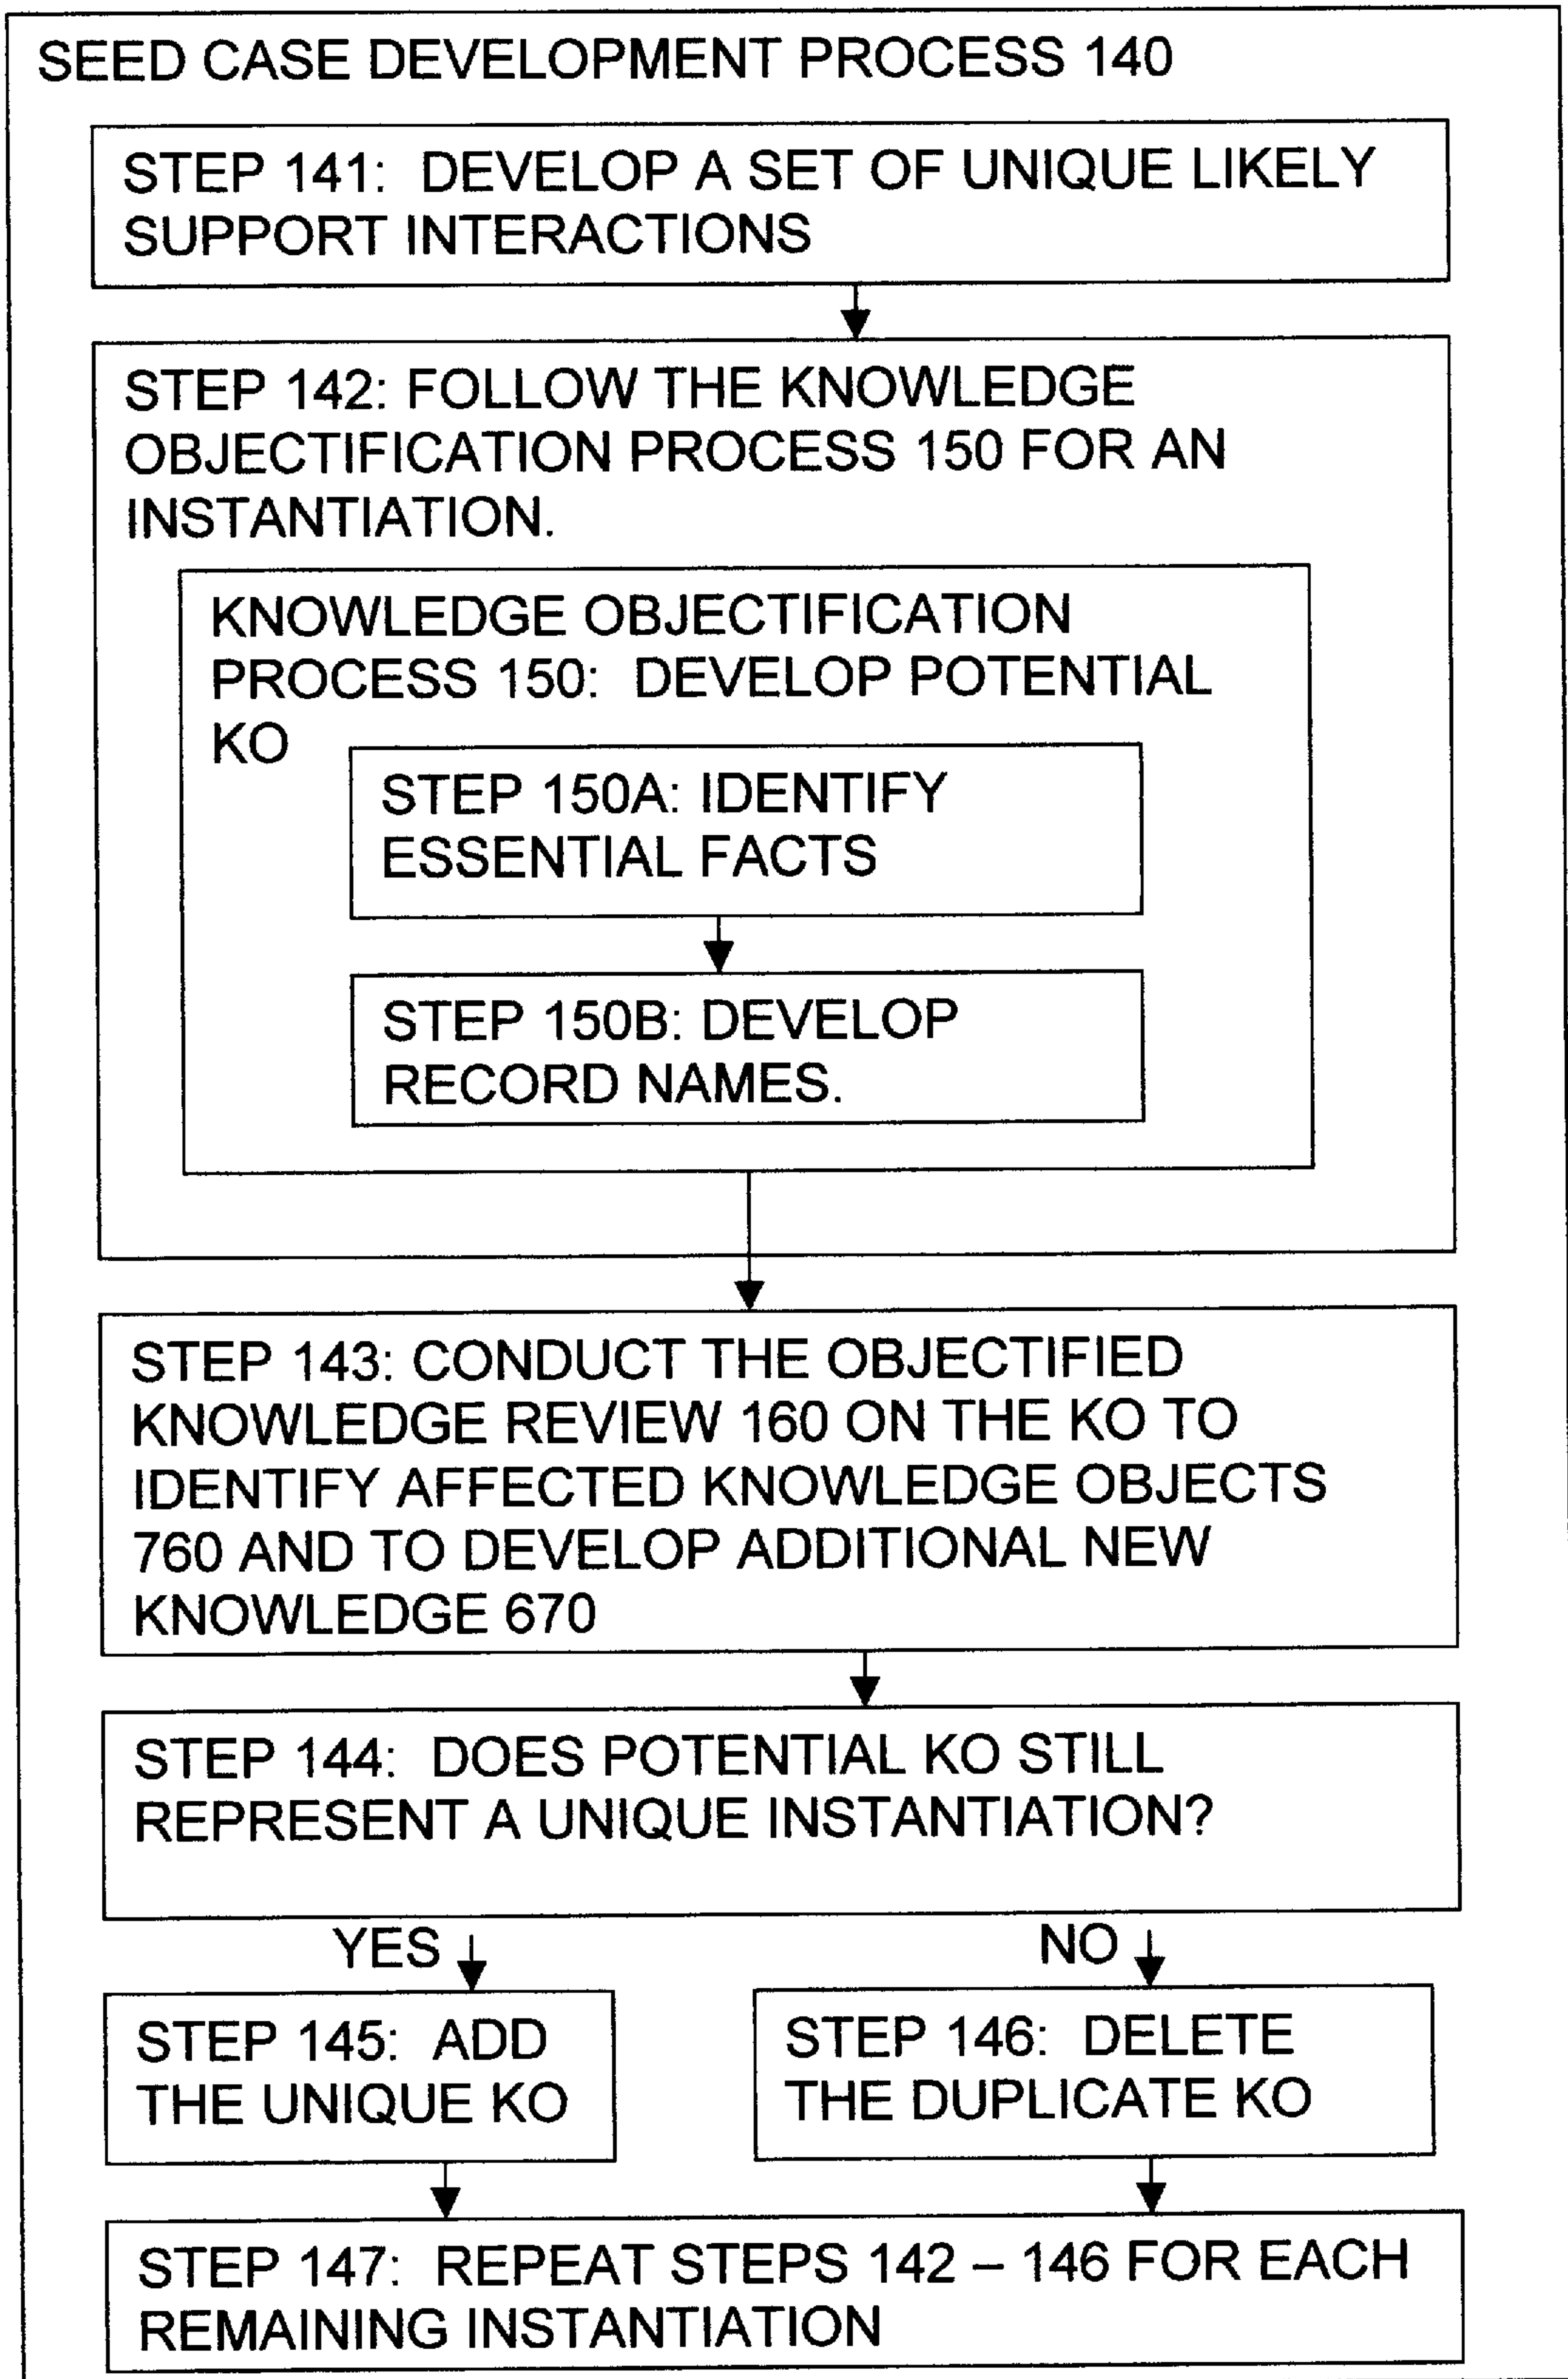 SEED CASE DEVELOPMENT PROCESS 140
STEP 141: DEVELOP A SET OF UNIQUE LIKELY
SUPPORT INTERACTIONS
STEP 142: FOLLOW THE KNOWLEDGE
OBJECTIFICATION PROCESS 150 FOR AN
INSTANTIATION.
KNOWLEDGE OBJECTIFICATION
PROCESS 150: DEVELOP POTENTIAL
KO
STEP 150A: IDENTIFY
ESSENTIAL FACTS
STEP 150B: DEVELOP
RECORD NAMES.
STEP 143: CONDUCT THE OBJECTIFIED
KNOWLEDGE REVIEW 160 ON THE KO TO
IDENTIFY AFFECTED KNOWLEDGE OBJECTS
760 AND TO DEVELOP ADDITIONAL NEW
KNOWLEDGE 670
STEP 144: DOES POTENTIAL KO STILL
REPRESENT A UNIQUE INSTANTIATION?
YES
NO
STEP 145: ADD
THE UNIQUE KO
STEP 146: DELETE
THE DUPLICATE KO
STEP 147: REPEAT STEPS 142 – 146 FOR EACH
REMAINING INSTANTIATION